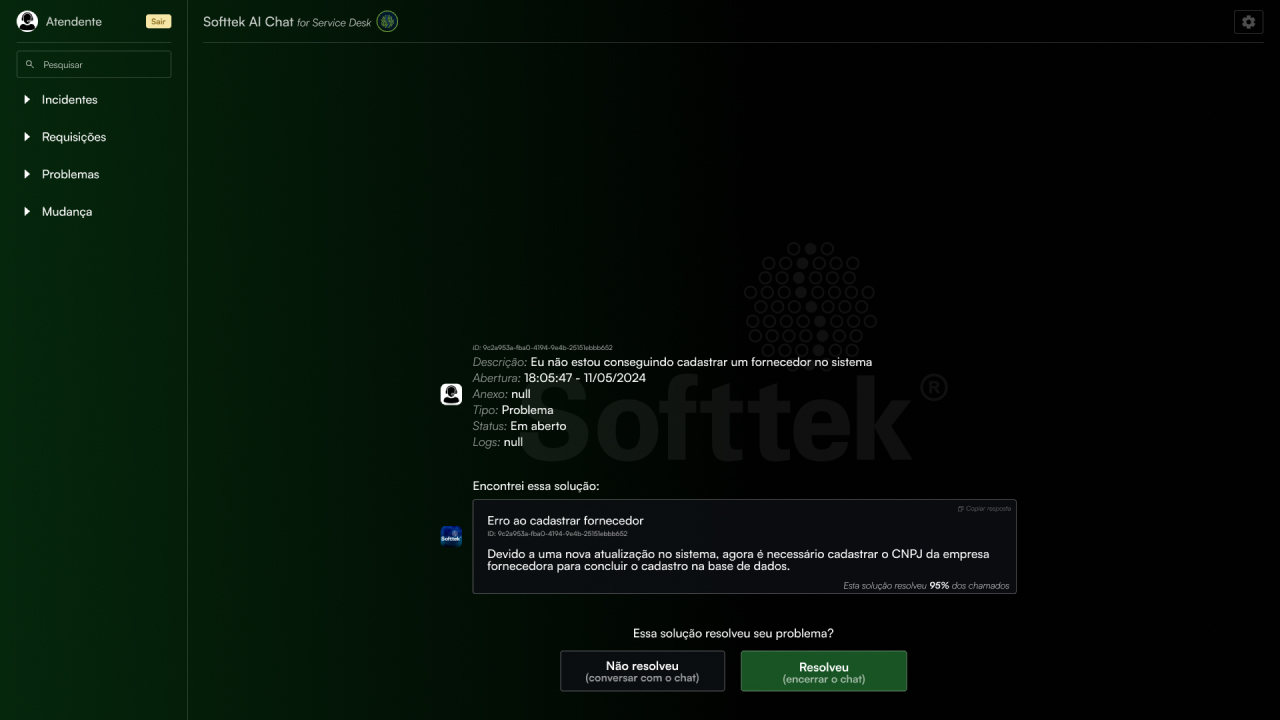 Atendente
Sair
Softtek AI Chat for Service Desk
Pesquisar
Incidentes
Requisições
Problemas
Mudança
ID: 9c2a953a-fba0-4194-9e4b-25151ebbb652
Descrição: Eu não estou conseguindo cadastrar um fornecedor no sistema
Abertura: 18:05:47 - 11/05/2024
Anexo: null
Tipo: Problema
Status: Em aberto
Logs: null
Softtek®
Encontrei essa solução:
Copiar resposta
Softtek
Erro ao cadastrar fornecedor
ID: 9c2a953a-fba0-4194-9e4b-25151ebbb652
Devido a uma nova atualização no sistema, agora é necessário cadastrar o CNPJ da empresa
fornecedora para concluir o cadastro na base de dados.
Esta solução resolveu 95% dos chamados
Essa solução resolveu seu problema?
Não resolveu
(conversar com o chat)
Resolveu
(encerrar o chat)